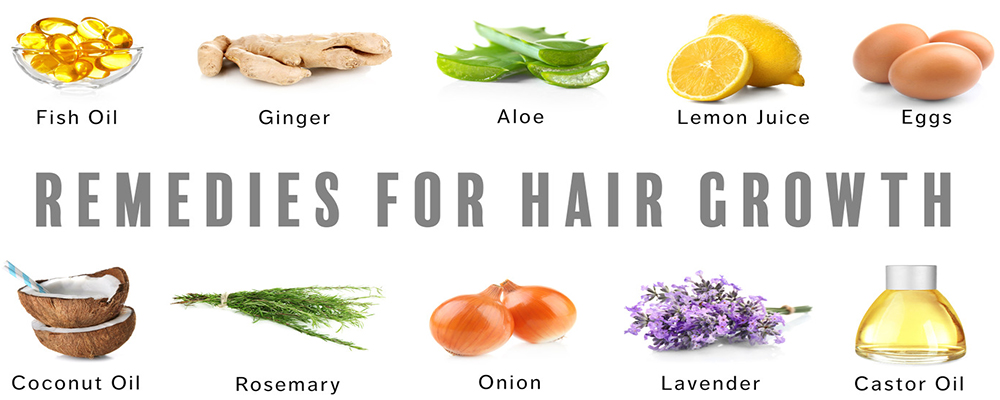 Fish Oil
Ginger
Aloe
Lemon Juice
Eggs
REMEDIES FOR HAIR GROWTH
Coconut Oil
Rosemary
Onion
Lavender
Castor Oil